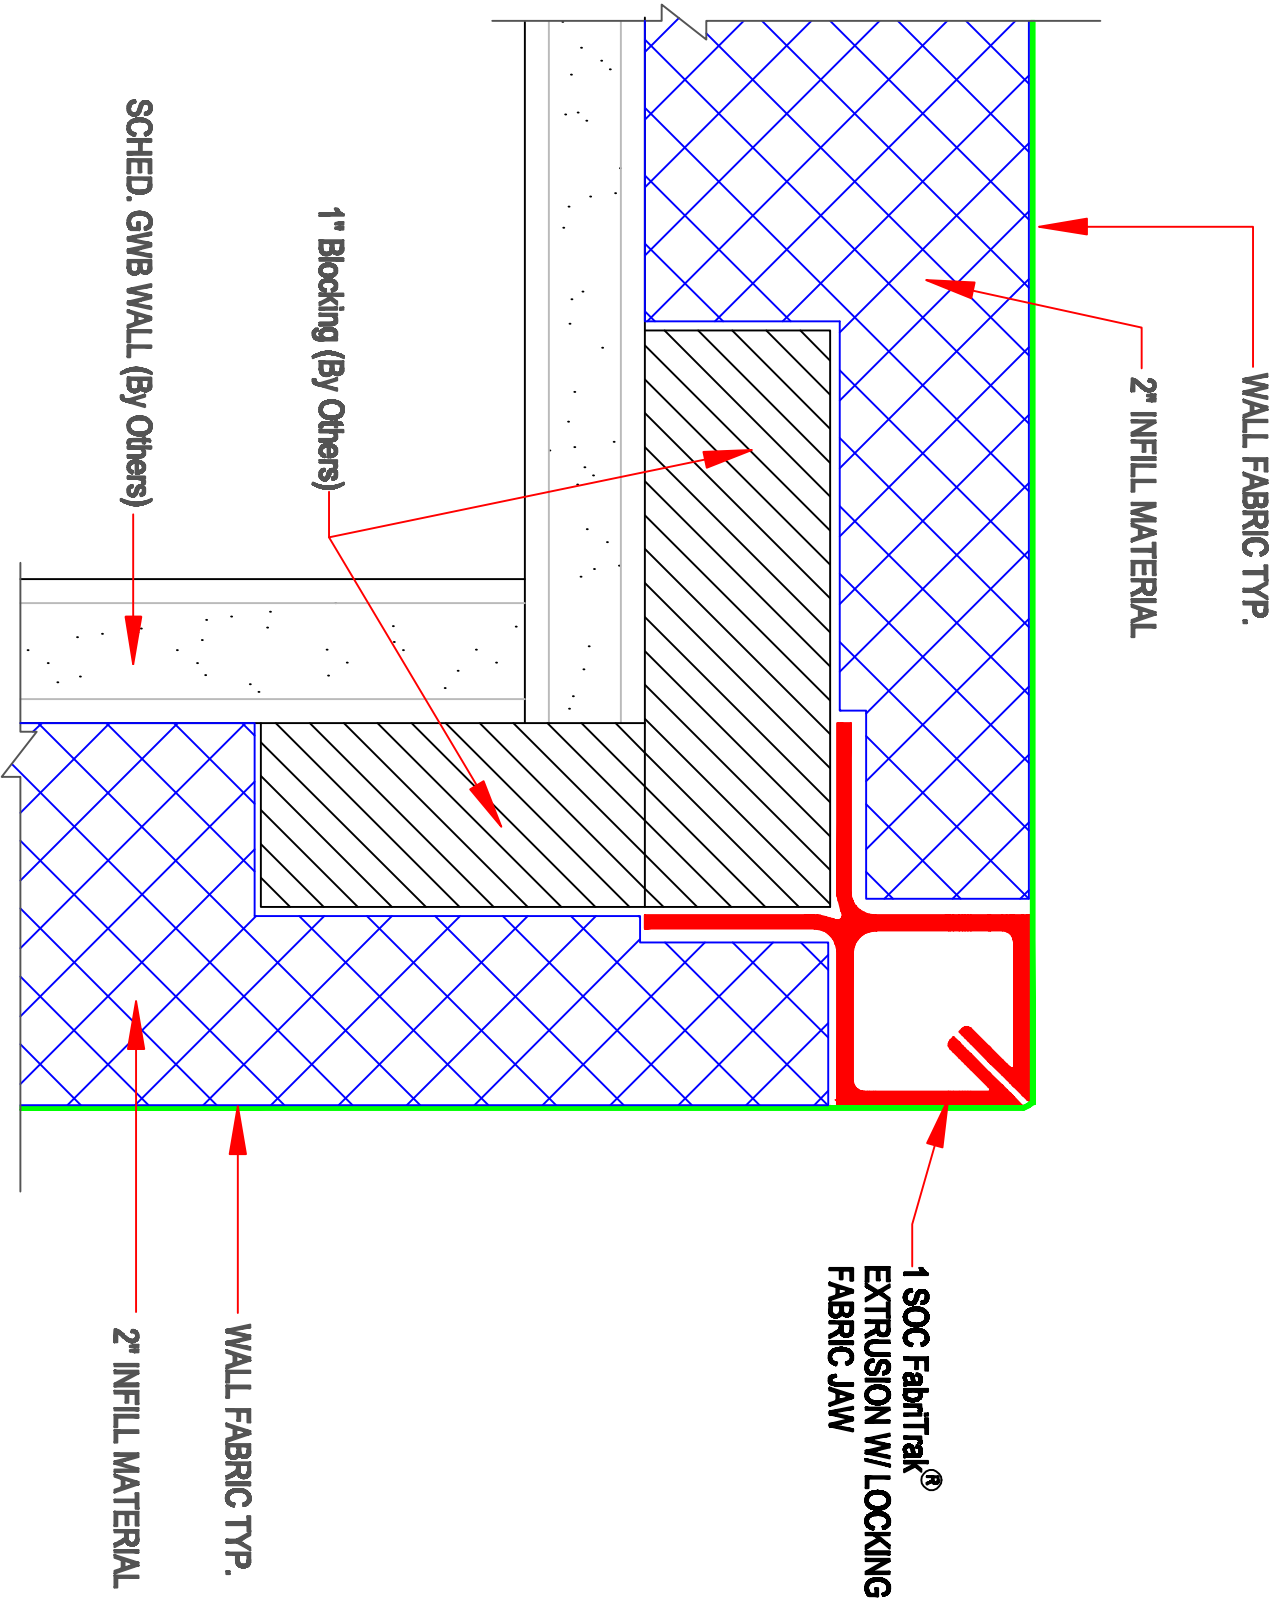 WALL FABRIC TYP.
2" INFILL MATERIAL
1" Blocking (By Others)
SCHED. GWB WALL (By Others)
1 SOC FabriTrak®
EXTRUSION W/ LOCKING
FABRIC JAW
WALL FABRIC TYP.
2" INFILL MATERIAL